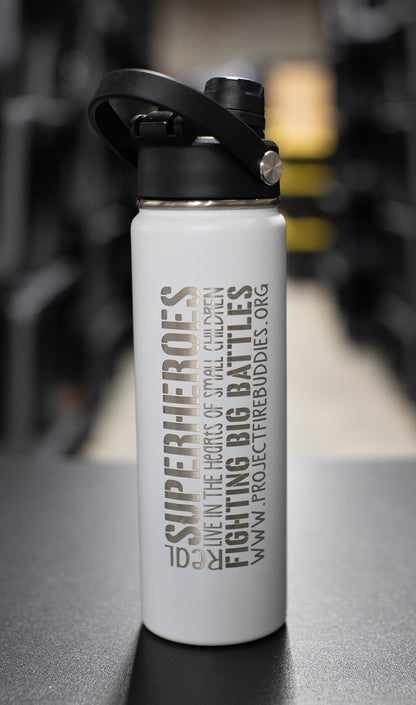 Real
SUPERHEROES
LIVE IN THE HeaRTS OF SMaLL CHILDREN
FIGHTING BIG BATTLES
WWW.PROJECTFIREBUDDIES.ORG